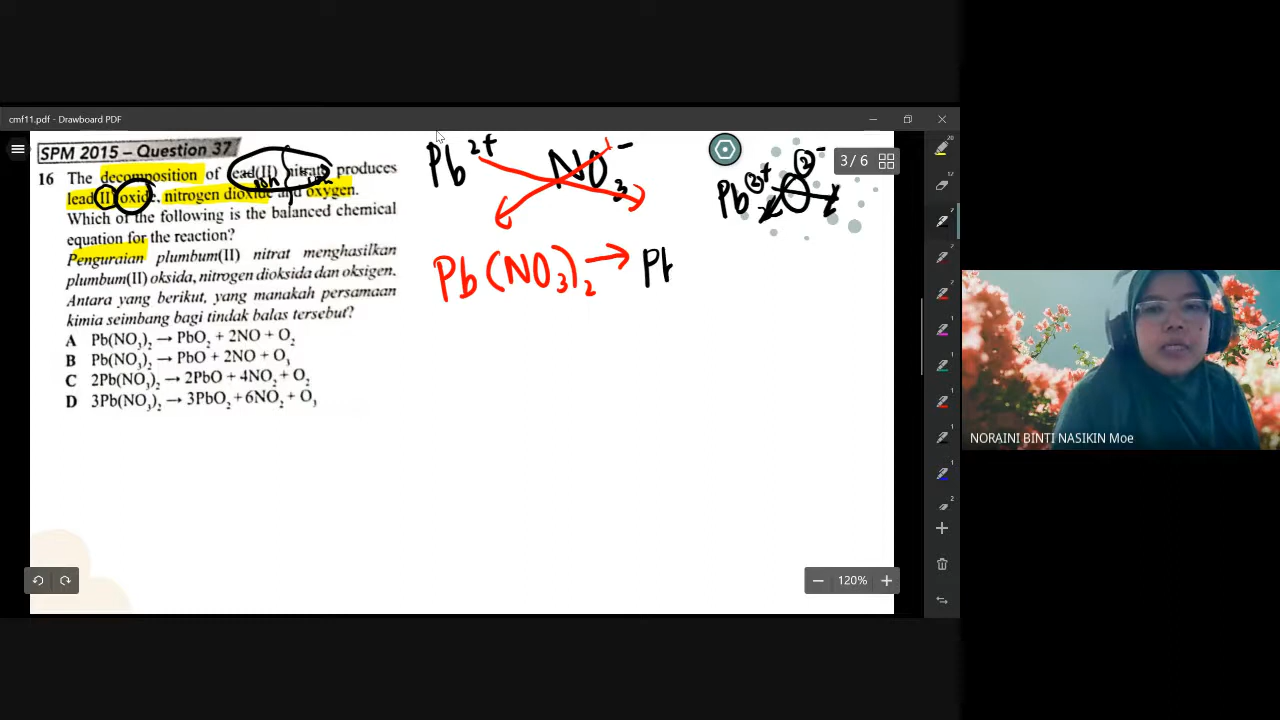 cmf11.pdf - Drawboard PDF
SPM 2015 – Question 37
16 The decomposition of lead(II) nitrate produces
lead(II) oxide, nitrogen dioxide and oxygen.
Which of the following is the balanced chemical
equation for the reaction?
Penguraian plumbum(II) nitrat menghasilkan
plumbum(II) oksida, nitrogen dioksida dan oksigen.
Antara yang berikut, yang manakah persamaan
kimia seimbang bagi tindak balas tersebut?
A Pb(NO₃)₂ → PbO₂ + 2NO + O₂
B Pb(NO₃)₂ → PbO + 2NO + O₃
C 2Pb(NO₃)₂ → 2PbO + 4NO₂ + O₂
D 3Pb(NO₃)₂ → 3PbO₂ + 6NO₂ + O₃
ion ion
Pb²⁺ NO₃⁻
Pb²⁺ O²⁻
Pb(NO₃)₂ → Pb
3/6
120%
NORAINI BINTI NASIKIN Moe